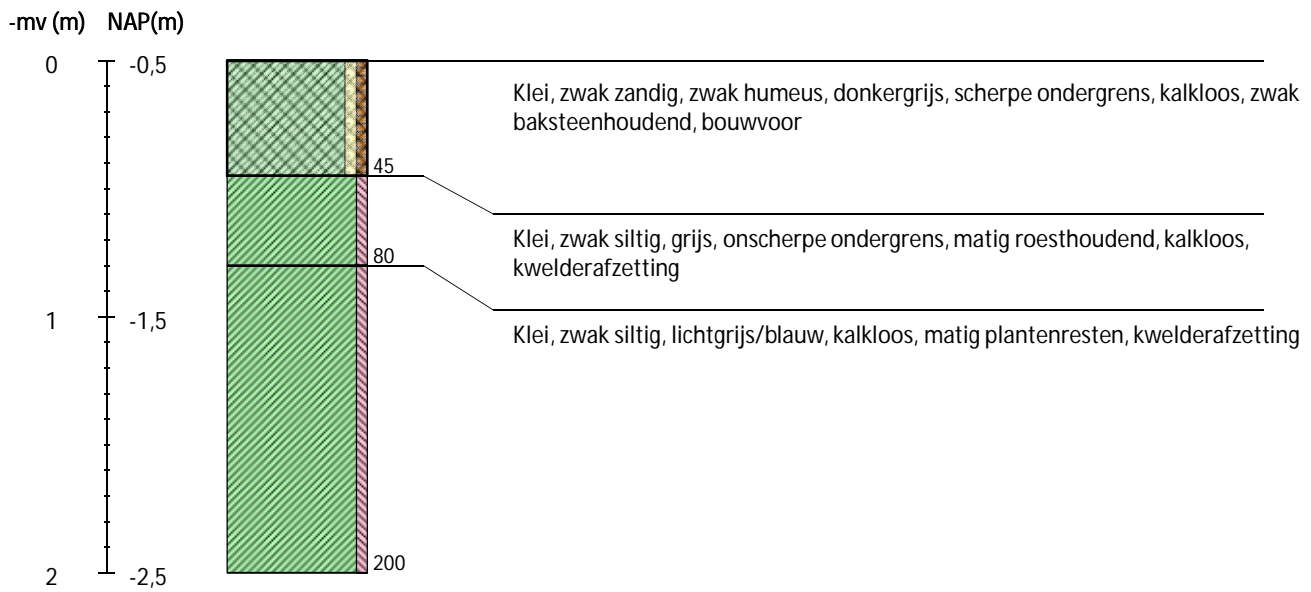 -mv (m) NAP(m)
0 -0,5
Klei, zwak zandig, zwak humeus, donkergrijs, scherpe ondergrens, kalkloos, zwak
baksteenhoudend, bouwvoor
45
Klei, zwak siltig, grijs, onscherpe ondergrens, matig roesthoudend, kalkloos,
kwelderafzetting
80
1 -1,5
Klei, zwak siltig, lichtgrijs/blauw, kalkloos, matig plantenresten, kwelderafzetting
200
2 -2,5